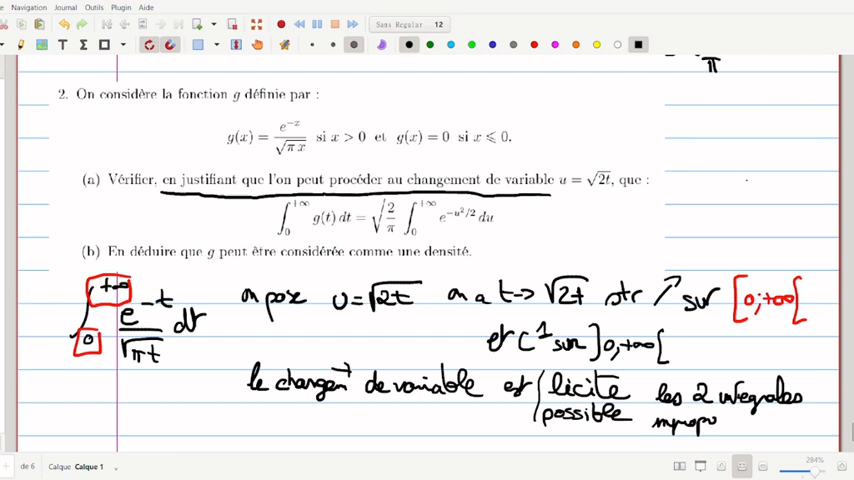 Navigation Journal Outils Plugin Aide
Sans Regular 12
π
2. On considère la fonction g définie par :
g(x) = e^{-x} / √(π x) si x > 0 et g(x) = 0 si x ⩽ 0.
(a) Vérifier, en justifiant que l'on peut procéder au changement de variable u = √2t, que :
∫_0^{+∞} g(t) dt = √(2/π) ∫_0^{+∞} e^{-u²/2} du
(b) En déduire que g peut être considérée comme une densité.
∫_0^{+∞} e^{-t} / √(πt) dt on pose u = √2t on a t → √2t str ↗ sur [0,+∞[
et C¹ sur ]0,+∞[
le changemt de variable est licite les 2 intégrales
possible impropr
de 6 Calque Calque 1 284%